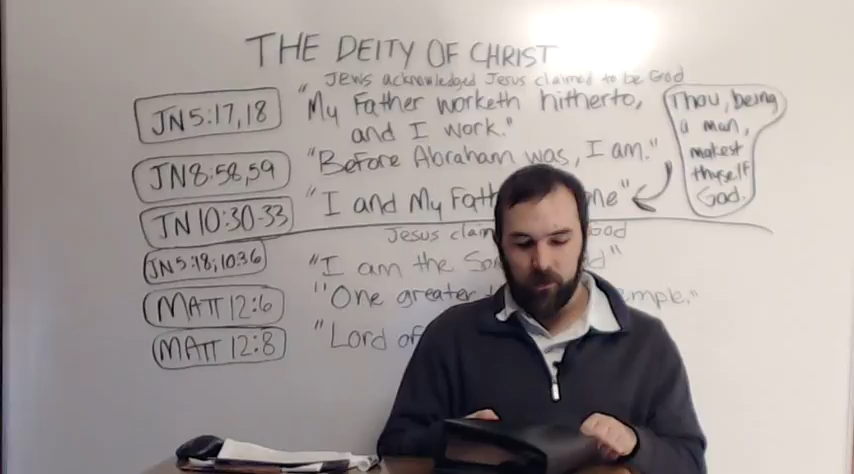 THE DEITY OF CHRIST
Jews acknowledged Jesus claimed to be God
JN 5:17,18
"My Father worketh hitherto,
and I work."
JN 8:58,59
"Before Abraham was, I am."
JN 10:30-33
"I and My Fath ne"
Thou, being
a man,
makest
thyself
God.
Jesus claim God
JN 5:18; 10:36
"I am the So d"
MATT 12:6
"One greater t emple."
MATT 12:8
"Lord of